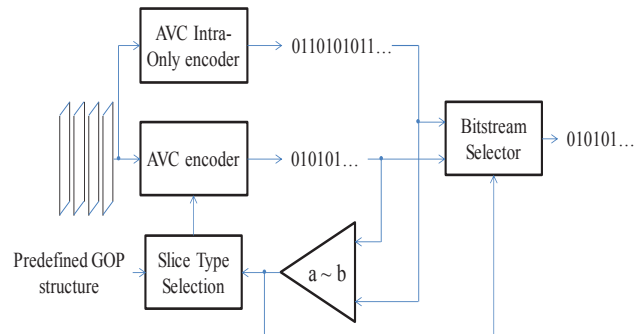 AVC Intra-
Only encoder
0110101011...
AVC encoder
010101...
Bitstream
Selector
010101...
Predefined GOP
structure
Slice Type
Selection
a ~ b